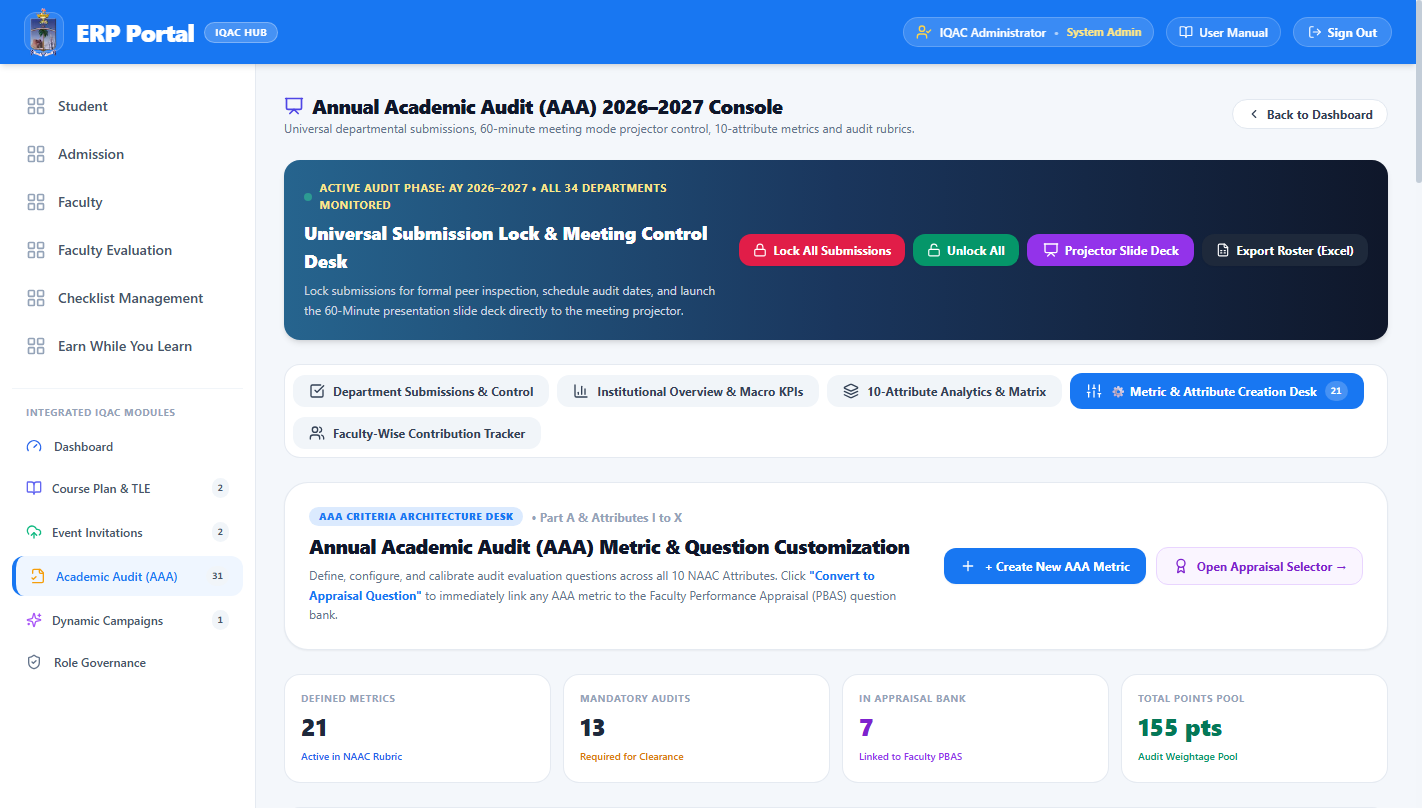 ERP Portal
IQAC HUB
IQAC Administrator • System Admin
User Manual
Sign Out
Student
Admission
Faculty
Faculty Evaluation
Checklist Management
Earn While You Learn
INTEGRATED IQAC MODULES
Dashboard
Course Plan & TLE 2
Event Invitations 2
Academic Audit (AAA) 31
Dynamic Campaigns 1
Role Governance
Annual Academic Audit (AAA) 2026–2027 Console
Universal departmental submissions, 60-minute meeting mode projector control, 10-attribute metrics and audit rubrics.
Back to Dashboard
ACTIVE AUDIT PHASE: AY 2026–2027 • ALL 34 DEPARTMENTS
MONITORED
Universal Submission Lock & Meeting Control
Desk
Lock submissions for formal peer inspection, schedule audit dates, and launch
the 60-Minute presentation slide deck directly to the meeting projector.
Lock All Submissions
Unlock All
Projector Slide Deck
Export Roster (Excel)
Department Submissions & Control
Institutional Overview & Macro KPIs
10-Attribute Analytics & Matrix
Metric & Attribute Creation Desk 21
Faculty-Wise Contribution Tracker
AAA CRITERIA ARCHITECTURE DESK • Part A & Attributes I to X
Annual Academic Audit (AAA) Metric & Question Customization
Define, configure, and calibrate audit evaluation questions across all 10 NAAC Attributes. Click "Convert to
Appraisal Question" to immediately link any AAA metric to the Faculty Performance Appraisal (PBAS) question
bank.
+ Create New AAA Metric
Open Appraisal Selector →
DEFINED METRICS
21
Active in NAAC Rubric
MANDATORY AUDITS
13
Required for Clearance
IN APPRAISAL BANK
7
Linked to Faculty PBAS
TOTAL POINTS POOL
155 pts
Audit Weightage Pool